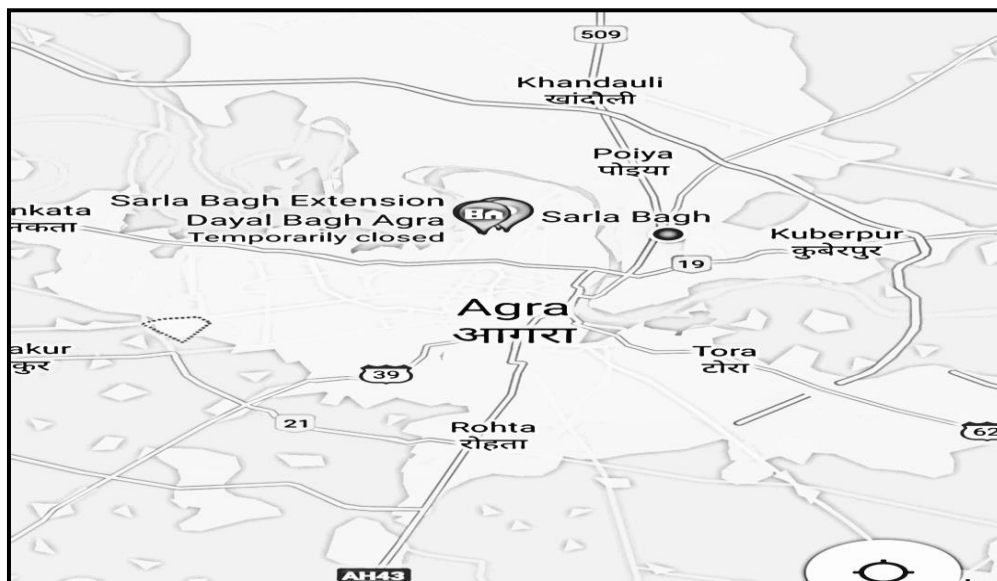 509
Khandauli
खांदौली
Poiya
पोइया
Sarla Bagh Extension
Dayal Bagh Agra
Temporarily closed
Sarla Bagh
nkata
नकता
Kuberpur
कुबेरपुर
19
Agra
आगरा
akur
कुर
Tora
टोरा
39
21
Rohta
रोहता
62
AH43